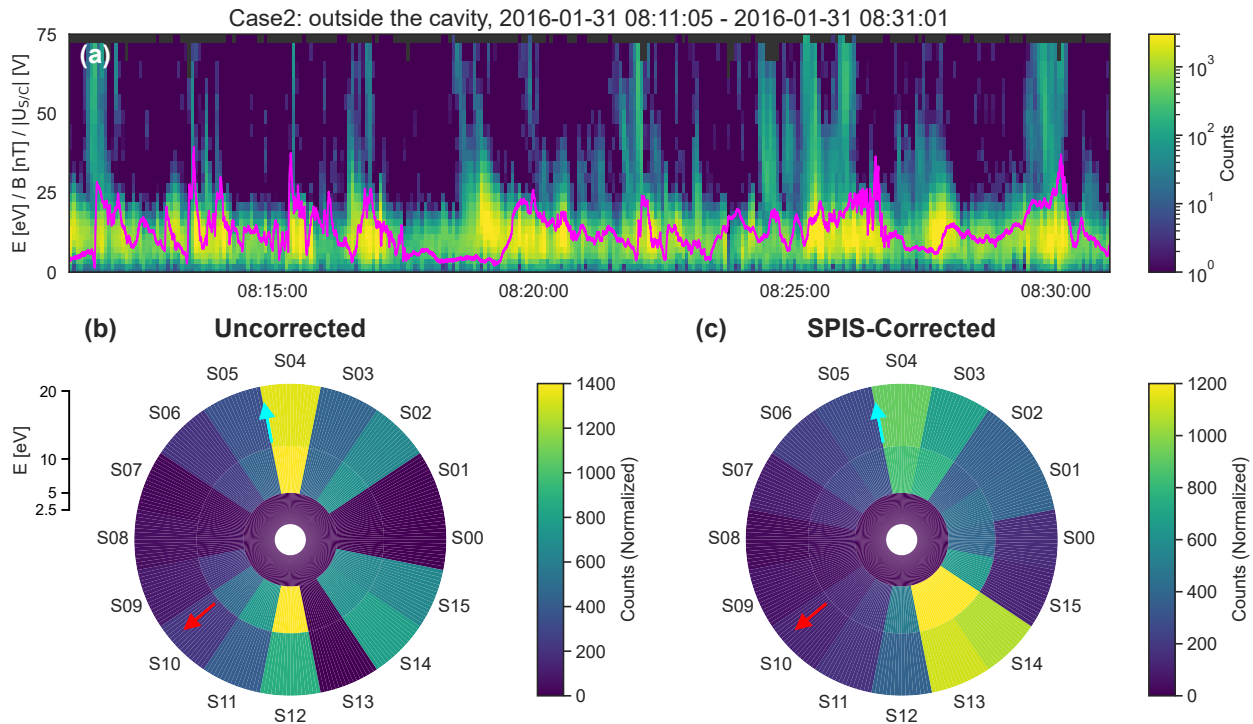 Case2: outside the cavity, 2016-01-31 08:11:05 - 2016-01-31 08:31:01
(a)
E [eV] / B [nT] / |U_S/C| [V]
75
50
25
0
08:15:00
08:20:00
08:25:00
08:30:00
10^3
10^2
10^1
10^0
Counts
(b) Uncorrected
S04
S03
S02
S01
S00
S15
S14
S13
S12
S11
S10
S09
S08
S07
S06
S05
E [eV]
20
10
5
2.5
1400
1200
1000
800
600
400
200
0
Counts (Normalized)
(c) SPIS-Corrected
S04
S03
S02
S01
S00
S15
S14
S13
S12
S11
S10
S09
S08
S07
S06
S05
1200
1000
800
600
400
200
0
Counts (Normalized)